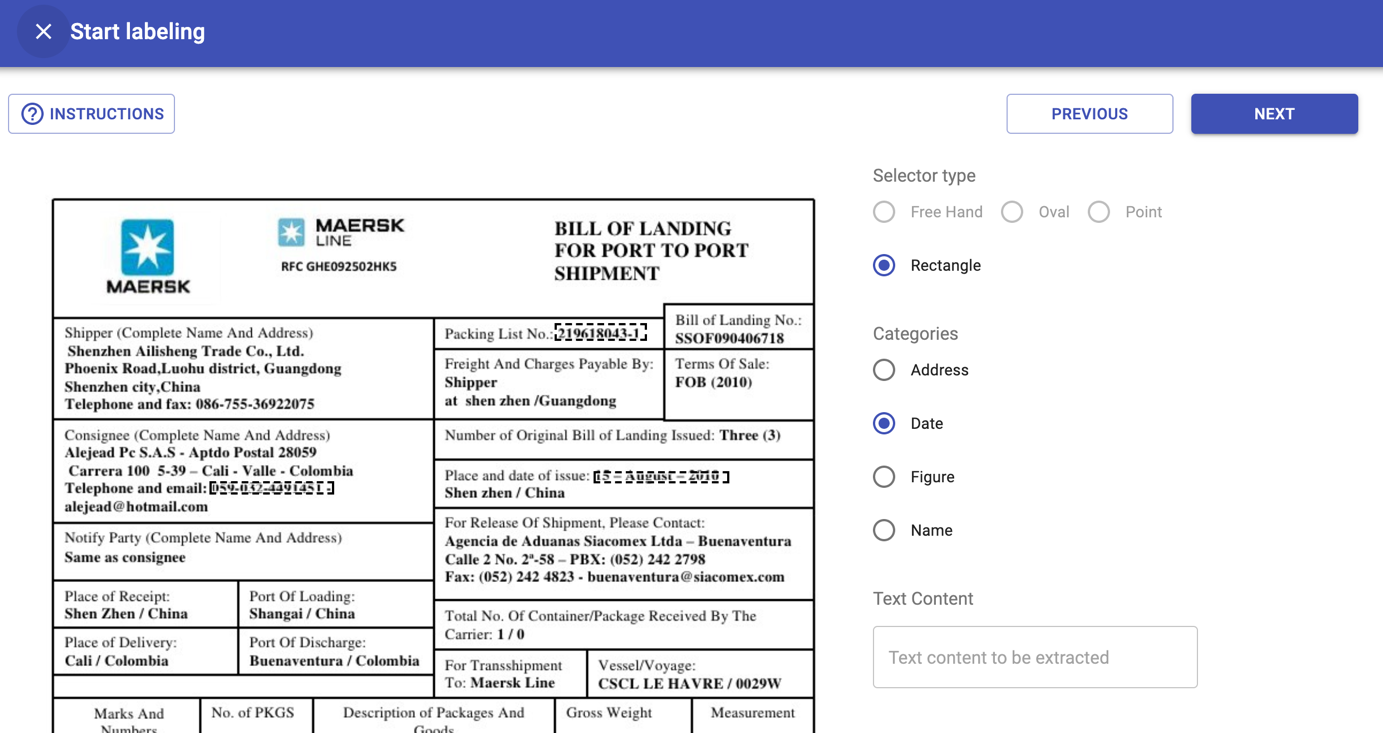 Start labeling
INSTRUCTIONS
PREVIOUS
NEXT
MAERSK
MAERSK
LINE
RFC GHE092502HK5
BILL OF LANDING
FOR PORT TO PORT
SHIPMENT
Shipper (Complete Name And Address)
Shenzhen Ailisheng Trade Co., Ltd.
Phoenix Road,Luohu district, Guangdong
Shenzhen city,China
Telephone and fax: 086-755-36922075
Packing List No.: 219618043-1
Bill of Landing No.:
SSOF090406718
Freight And Charges Payable By:
Shipper
at shen zhen /Guangdong
Terms Of Sale:
FOB (2010)
Consignee (Complete Name And Address)
Alejead Pc S.A.S - Aptdo Postal 28059
Carrera 100 5-39 – Cali - Valle - Colombia
Telephone and email:
alejead@hotmail.com
Number of Original Bill of Landing Issued: Three (3)
Place and date of issue: 15 – August – 2010
Shen zhen / China
Notify Party (Complete Name And Address)
Same as consignee
For Release Of Shipment, Please Contact:
Agencia de Aduanas Siacomex Ltda – Buenaventura
Calle 2 No. 2ª-58 – PBX: (052) 242 2798
Fax: (052) 242 4823 - buenaventura@siacomex.com
Place of Receipt:
Shen Zhen / China
Port Of Loading:
Shangai / China
Total No. Of Container/Package Received By The
Carrier: 1 / 0
Place of Delivery:
Cali / Colombia
Port Of Discharge:
Buenaventura / Colombia
For Transshipment
To: Maersk Line
Vessel/Voyage:
CSCL LE HAVRE / 0029W
Marks And
Numbers
No. of PKGS
Description of Packages And
Goods
Gross Weight
Measurement
Selector type
Free Hand
Oval
Point
Rectangle
Categories
Address
Date
Figure
Name
Text Content
Text content to be extracted